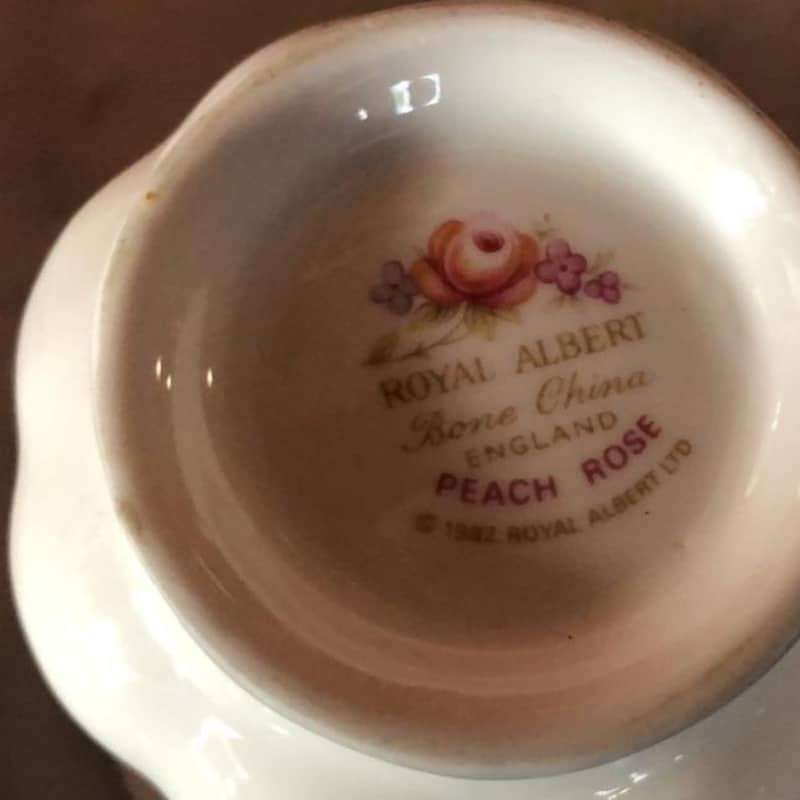 ROYAL ALBERT
Bone China
ENGLAND
PEACH ROSE
© 1982 ROYAL ALBERT LTD